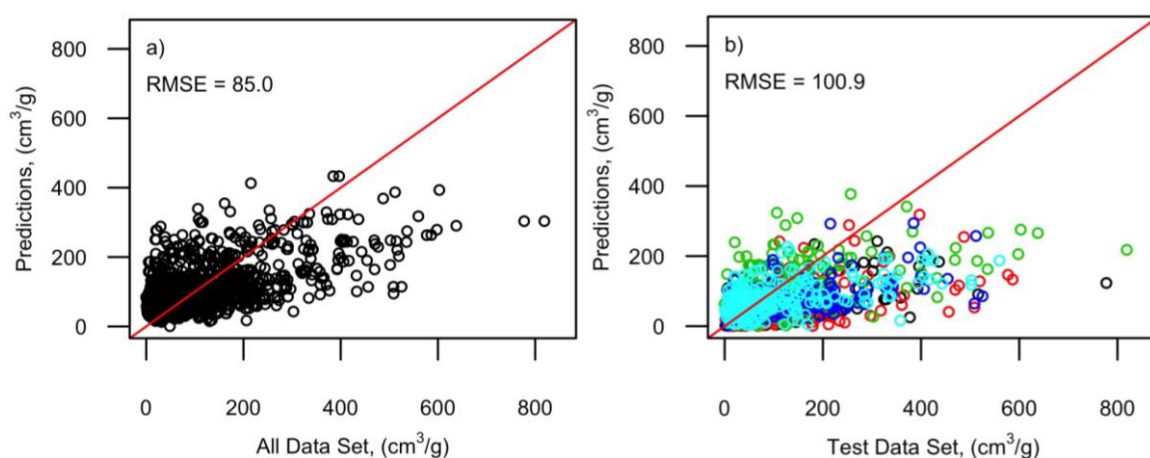 a)
RMSE = 85.0
800
600
400
200
0
Predictions, (cm³/g)
0 200 400 600 800
All Data Set, (cm³/g)
b)
RMSE = 100.9
800
600
400
200
0
Predictions, (cm³/g)
0 200 400 600 800
Test Data Set, (cm³/g)